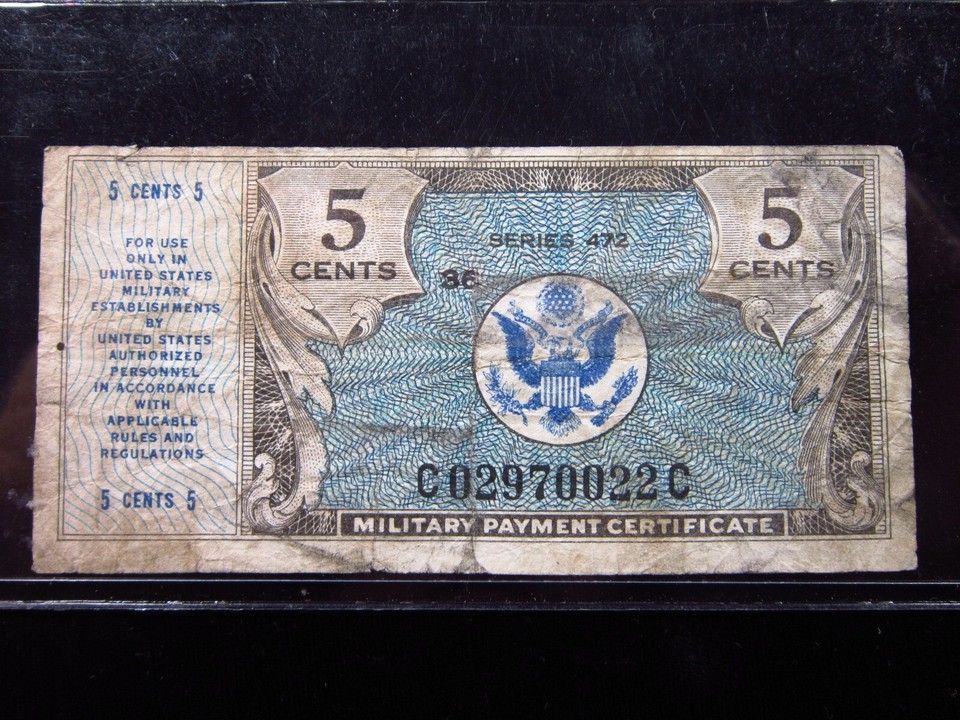 5 CENTS 5
FOR USE
ONLY IN
UNITED STATES
MILITARY
ESTABLISHMENTS
BY
UNITED STATES
AUTHORIZED
PERSONNEL
IN ACCORDANCE
WITH
APPLICABLE
RULES AND
REGULATIONS
5 CENTS 5
5
CENTS
SERIES 472
86
5
CENTS
C02970022C
MILITARY PAYMENT CERTIFICATE